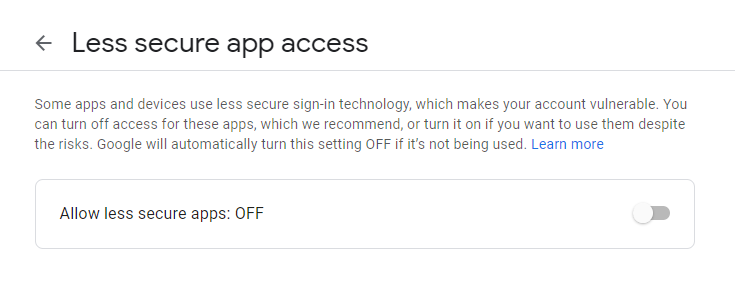 Less secure app access
Some apps and devices use less secure sign-in technology, which makes your account vulnerable. You
can turn off access for these apps, which we recommend, or turn it on if you want to use them despite
the risks. Google will automatically turn this setting OFF if it’s not being used. Learn more
Allow less secure apps: OFF